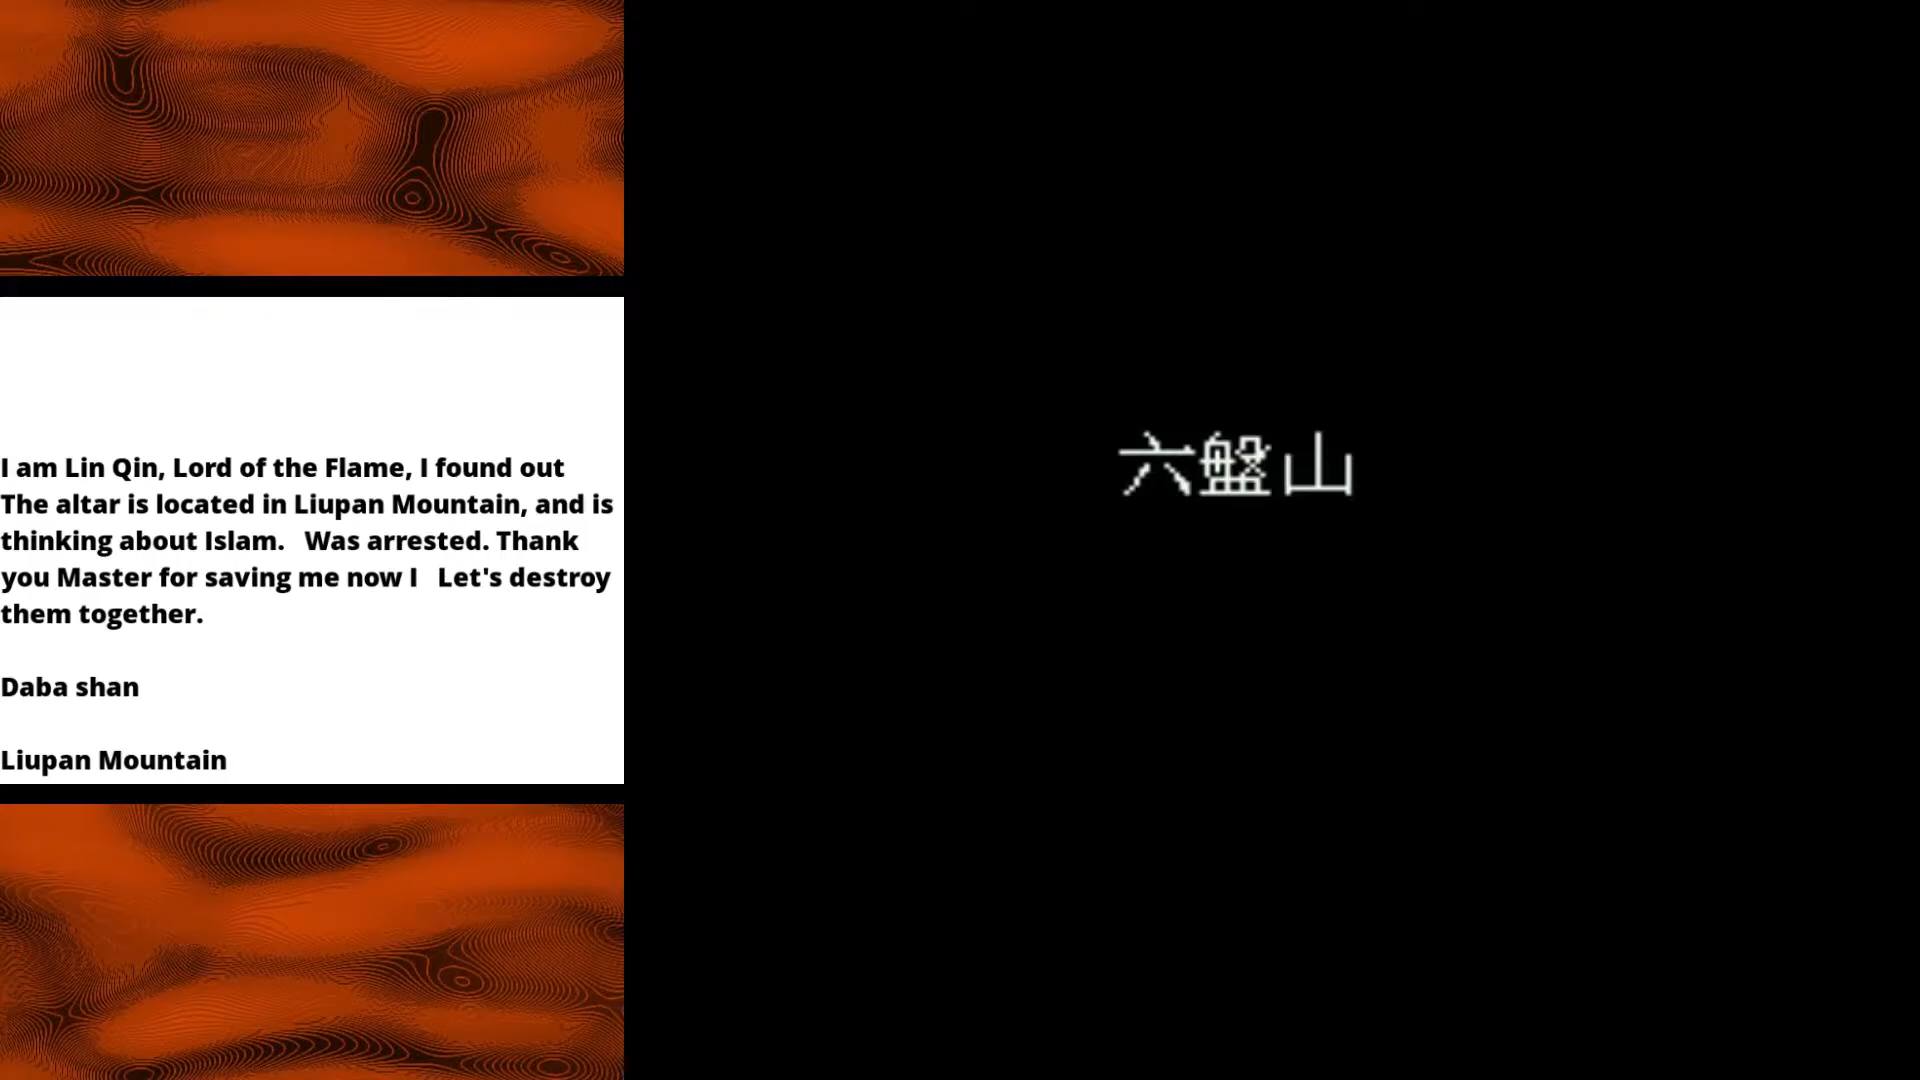 I am Lin Qin, Lord of the Flame, I found out
The altar is located in Liupan Mountain, and is
thinking about Islam.   Was arrested. Thank
you Master for saving me now I   Let's destroy
them together.
Daba shan
Liupan Mountain
六盤山